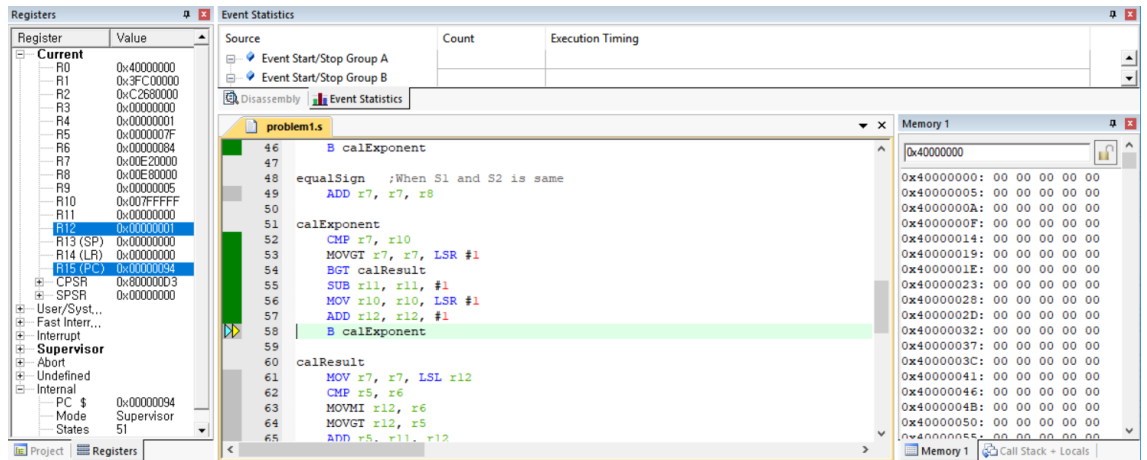 Registers
Register Value
Current
R0 0x40000000
R1 0x3FC00000
R2 0xC2680000
R3 0x00000000
R4 0x00000001
R5 0x0000007F
R6 0x00000084
R7 0x00E20000
R8 0x00E80000
R9 0x00000005
R10 0x007FFFFF
R11 0x00000000
R12 0x00000001
R13 (SP) 0x00000000
R14 (LR) 0x00000000
R15 (PC) 0x00000094
CPSR 0x800000D3
SPSR 0x00000000
User/Syst...
Fast Interr...
Interrupt
Supervisor
Abort
Undefined
Internal
PC $ 0x00000094
Mode Supervisor
States 51
Project Registers
Event Statistics
Source Count Execution Timing
Event Start/Stop Group A
Event Start/Stop Group B
Disassembly Event Statistics
problem1.s
46 B calExponent
47
48 equalSign ;When S1 and S2 is same
49 ADD r7, r7, r8
50
51 calExponent
52 CMP r7, r10
53 MOVGT r7, r7, LSR #1
54 BGT calResult
55 SUB r11, r11, #1
56 MOV r10, r10, LSR #1
57 ADD r12, r12, #1
58 B calExponent
59
60 calResult
61 MOV r7, r7, LSL r12
62 CMP r5, r6
63 MOVMI r12, r6
64 MOVGT r12, r5
65 ADD r5, r11, r12
Memory 1
0x40000000
0x40000000: 00 00 00 00 00
0x40000005: 00 00 00 00 00
0x4000000A: 00 00 00 00 00
0x4000000F: 00 00 00 00 00
0x40000014: 00 00 00 00 00
0x40000019: 00 00 00 00 00
0x4000001E: 00 00 00 00 00
0x40000023: 00 00 00 00 00
0x40000028: 00 00 00 00 00
0x4000002D: 00 00 00 00 00
0x40000032: 00 00 00 00 00
0x40000037: 00 00 00 00 00
0x4000003C: 00 00 00 00 00
0x40000041: 00 00 00 00 00
0x40000046: 00 00 00 00 00
0x4000004B: 00 00 00 00 00
0x40000050: 00 00 00 00 00
0x40000055: 00 00 00 00 00
Memory 1 Call Stack + Locals